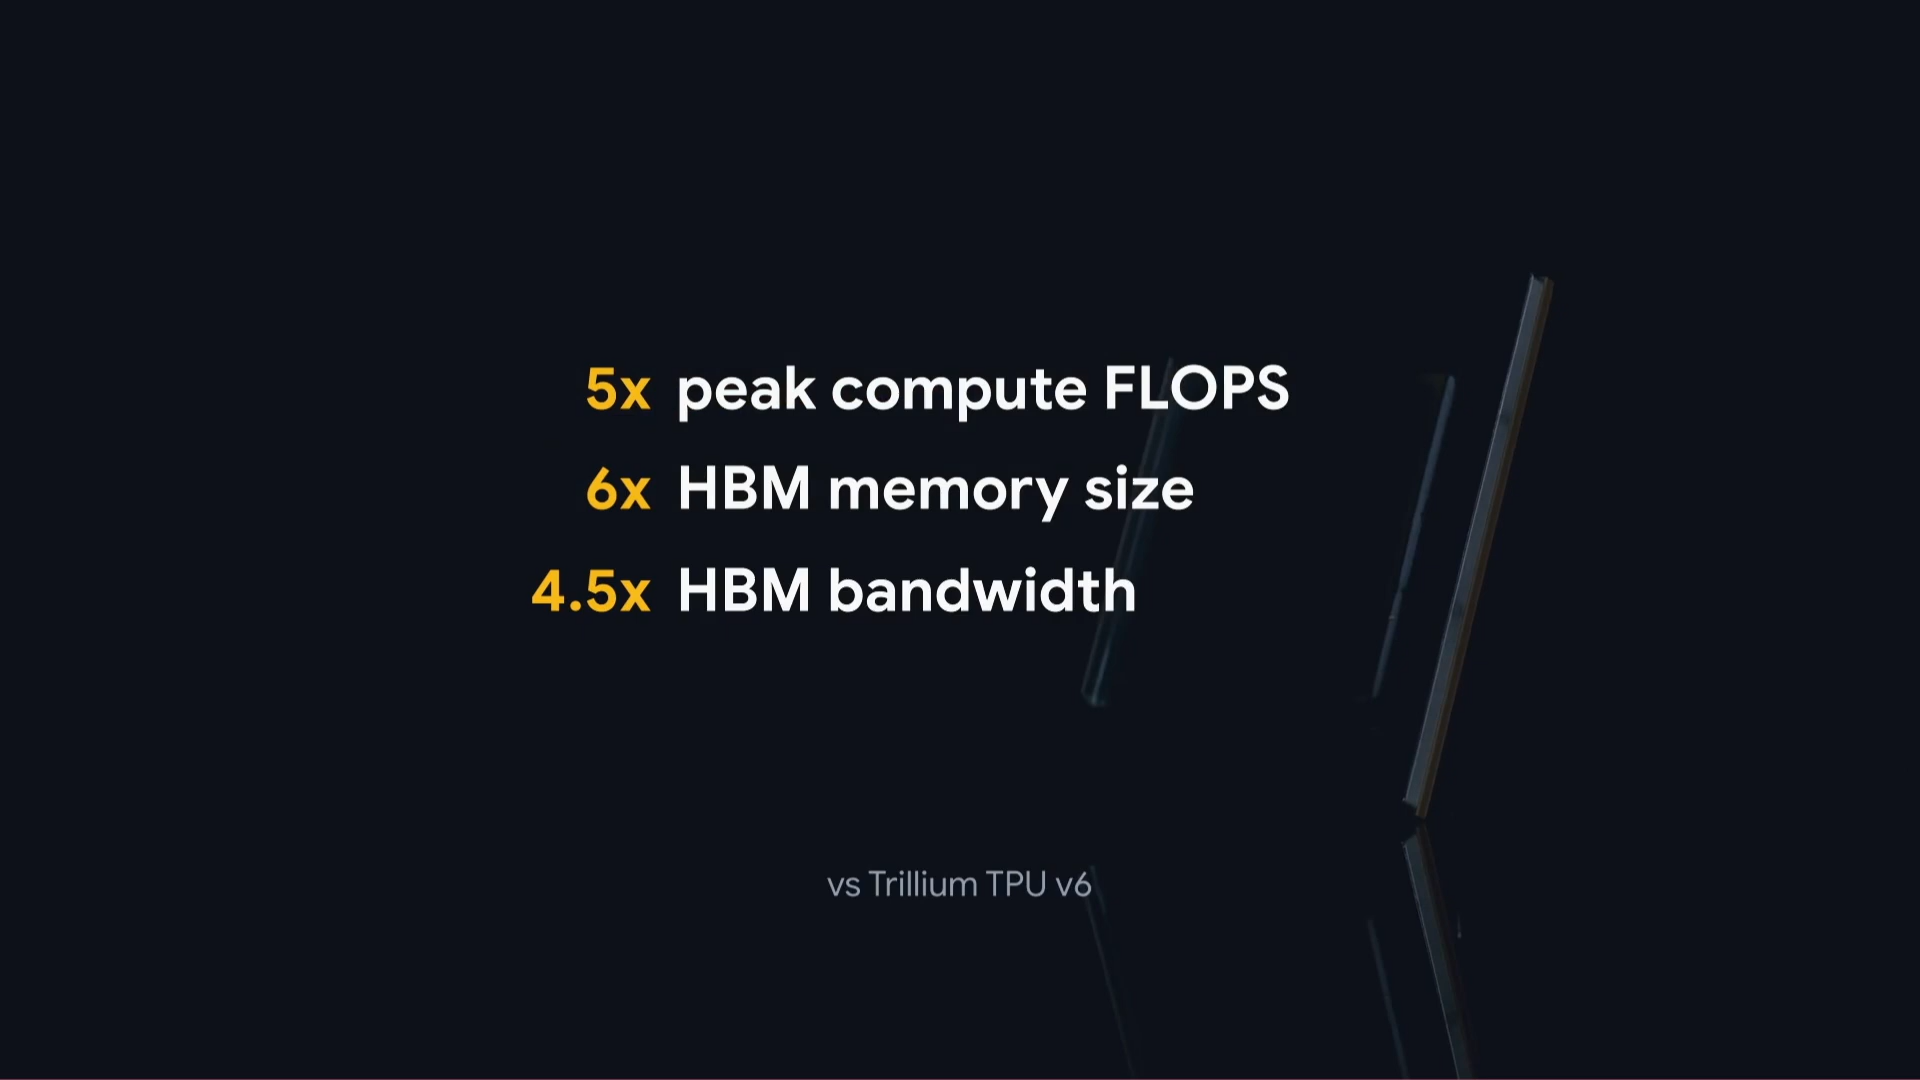 5x peak compute FLOPS
6x HBM memory size
4.5x HBM bandwidth
vs Trillium TPU v6